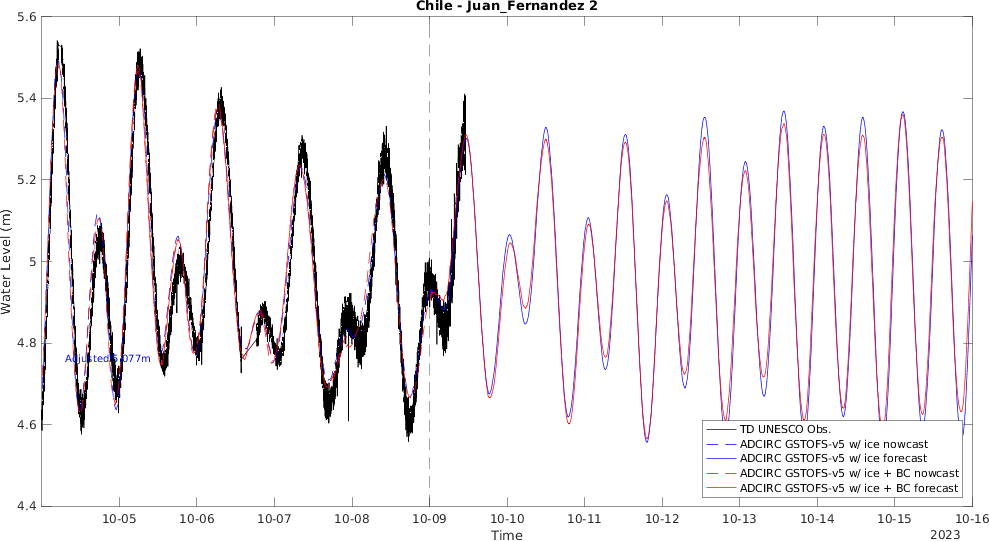 Chile - Juan_Fernandez 2
5.6
5.4
5.2
5
4.8
4.6
4.4
Water Level (m)
TD UNESCO Obs.
ADCIRC GSTOFS-v5 w/ ice nowcast
ADCIRC GSTOFS-v5 w/ ice forecast
ADCIRC GSTOFS-v5 w/ ice + BC nowcast
ADCIRC GSTOFS-v5 w/ ice + BC forecast
10-05 10-06 10-07 10-08 10-09 10-10 10-11 10-12 10-13 10-14 10-15 10-16
Time
2023